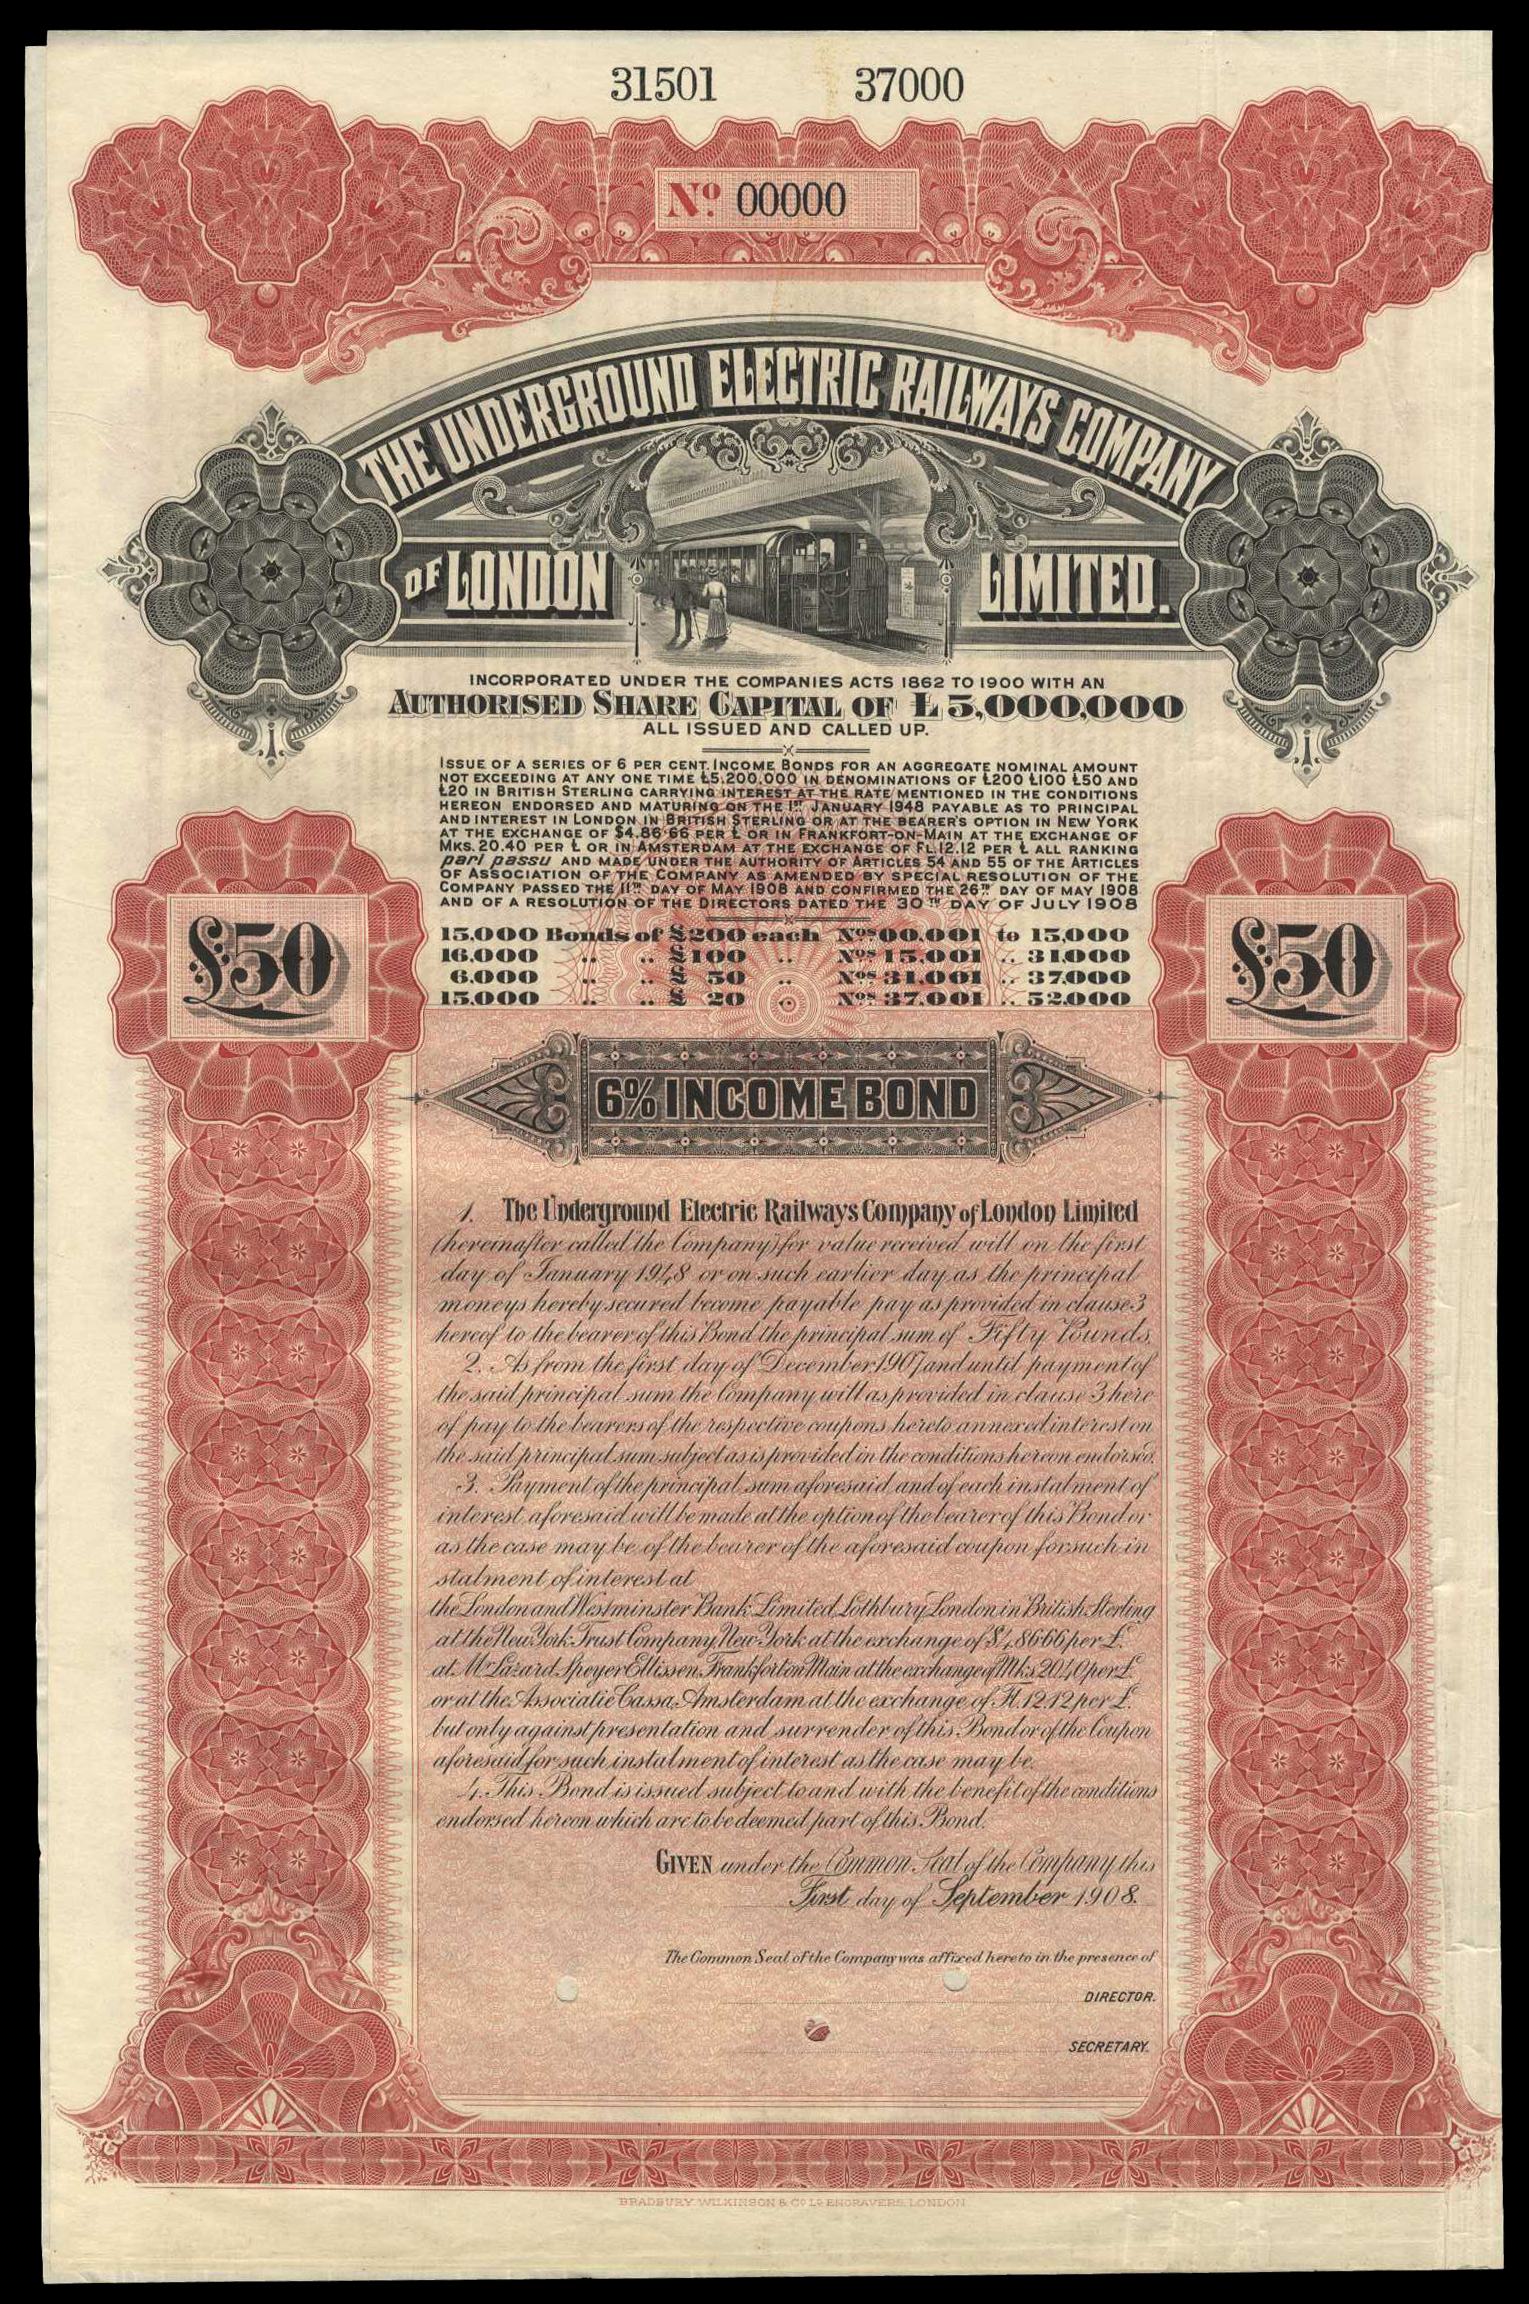 31501 37000
No. 00000
THE UNDERGROUND ELECTRIC RAILWAYS COMPANY
OF LONDON LIMITED.
INCORPORATED UNDER THE COMPANIES ACTS 1862 TO 1900 WITH AN
AUTHORISED SHARE CAPITAL OF £5,000,000
ALL ISSUED AND CALLED UP.
ISSUE OF A SERIES OF 6 PER CENT. INCOME BONDS FOR AN AGGREGATE NOMINAL AMOUNT
NOT EXCEEDING AT ANY ONE TIME £5.200.000 IN DENOMINATIONS OF £200 £100 £50 AND
£20 IN BRITISH STERLING CARRYING INTEREST AT THE RATE MENTIONED IN THE CONDITIONS
HEREON ENDORSED AND MATURING ON THE 1ST JANUARY 1948 PAYABLE AS TO PRINCIPAL
AND INTEREST IN LONDON IN BRITISH STERLING OR AT THE BEARER'S OPTION IN NEW YORK
AT THE EXCHANGE OF $4.86·66 PER £ OR IN FRANKFORT-ON-MAIN AT THE EXCHANGE OF
MKS. 20.40 PER £ OR IN AMSTERDAM AT THE EXCHANGE OF FL.12.12 PER £ ALL RANKING
pari passu AND MADE UNDER THE AUTHORITY OF ARTICLES 54 AND 55 OF THE ARTICLES
OF ASSOCIATION OF THE COMPANY AS AMENDED BY SPECIAL RESOLUTION OF THE
COMPANY PASSED THE 11TH DAY OF MAY 1908 AND CONFIRMED THE 26TH DAY OF MAY 1908
AND OF A RESOLUTION OF THE DIRECTORS DATED THE 30TH DAY OF JULY 1908
15,000 Bonds of £200 each Nos 00,001 to 15,000
16,000 .. .. £100 .. Nos 15,001 .. 31,000
6,000 .. .. £ 50 .. Nos 31,001 .. 37,000
15,000 .. .. £ 20 .. Nos 37,001 .. 52,000
£50 £50
6% INCOME BOND
1. The Underground Electric Railways Company of London Limited
(hereinafter called "the Company") for value received will on the first
day of January 1948 or on such earlier day as the principal
moneys hereby secured become payable pay as provided in clause 3
hereof to the bearer of this Bond the principal sum of Fifty Pounds.
2. As from the first day of December 1907 and until payment of
the said principal sum the Company will as provided in clause 3 here
of pay to the bearers of the respective coupons hereto annexed interest on
the said principal sum subject as is provided in the conditions hereon endorsed.
3. Payment of the principal sum aforesaid and of each instalment of
interest aforesaid will be made at the option of the bearer of this Bond or
as the case may be of the bearer of the aforesaid coupon for such in
stalment of interest at
the London and Westminster Bank Limited, Lothbury London in British Sterling
at the New York Trust Company, New York at the exchange of $4,86·66 per £.
at Mr Lazard Speyer Ellissen, Frankfort on Main at the exchange of Mks 20.40 per £
or at the Associatie Cassa, Amsterdam at the exchange of Fl. 12.12 per £.
but only against presentation and surrender of this Bond or of the Coupon
aforesaid for such instalment of interest as the case may be.
4. This Bond is issued subject to and with the benefit of the conditions
endorsed hereon which are to be deemed part of this Bond.
GIVEN under the Common Seal of the Company this
First day of September 1908.
The Common Seal of the Company was affixed hereto in the presence of
DIRECTOR.
SECRETARY.
BRADBURY, WILKINSON & Co. Ld. ENGRAVERS, LONDON